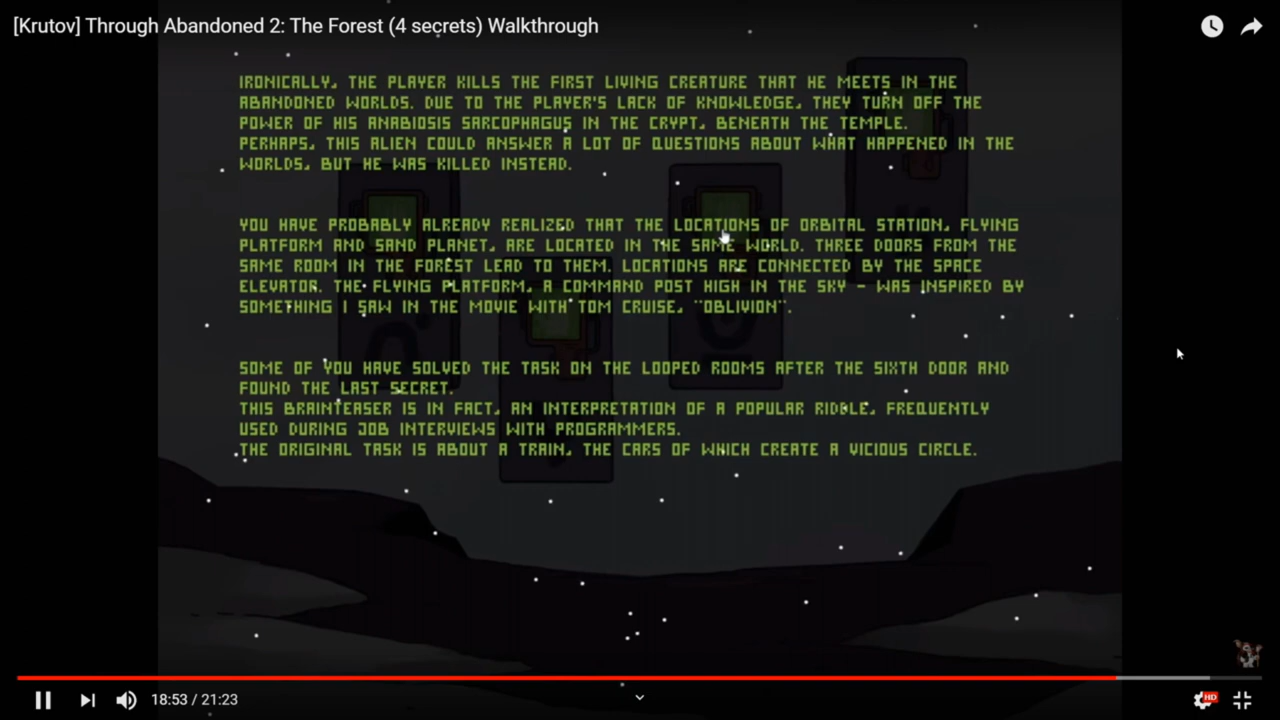 [Krutov] Through Abandoned 2: The Forest (4 secrets) Walkthrough
IRONICALLY, THE PLAYER KILLS THE FIRST LIVING CREATURE THAT HE MEETS IN THE
ABANDONED WORLDS. DUE TO THE PLAYER'S LACK OF KNOWLEDGE, THEY TURN OFF THE
POWER OF HIS ANABIOSIS SARCOPHAGUS IN THE CRYPT, BENEATH THE TEMPLE.
PERHAPS, THIS ALIEN COULD ANSWER A LOT OF QUESTIONS ABOUT WHAT HAPPENED IN THE
WORLDS, BUT HE WAS KILLED INSTEAD.
YOU HAVE PROBABLY ALREADY REALIZED THAT THE LOCATIONS OF ORBITAL STATION, FLYING
PLATFORM AND SAND PLANET, ARE LOCATED IN THE SAME WORLD. THREE DOORS FROM THE
SAME ROOM IN THE FOREST LEAD TO THEM. LOCATIONS ARE CONNECTED BY THE SPACE
ELEVATOR. THE FLYING PLATFORM, A COMMAND POST HIGH IN THE SKY - WAS INSPIRED BY
SOMETHING I SAW IN THE MOVIE WITH TOM CRUISE, "OBLIVION".
SOME OF YOU HAVE SOLVED THE TASK ON THE LOOPED ROOMS AFTER THE SIXTH DOOR AND
FOUND THE LAST SECRET.
THIS BRAINTEASER IS IN FACT, AN INTERPRETATION OF A POPULAR RIDDLE, FREQUENTLY
USED DURING JOB INTERVIEWS WITH PROGRAMMERS.
THE ORIGINAL TASK IS ABOUT A TRAIN, THE CARS OF WHICH CREATE A VICIOUS CIRCLE.
18:53 / 21:23
HD